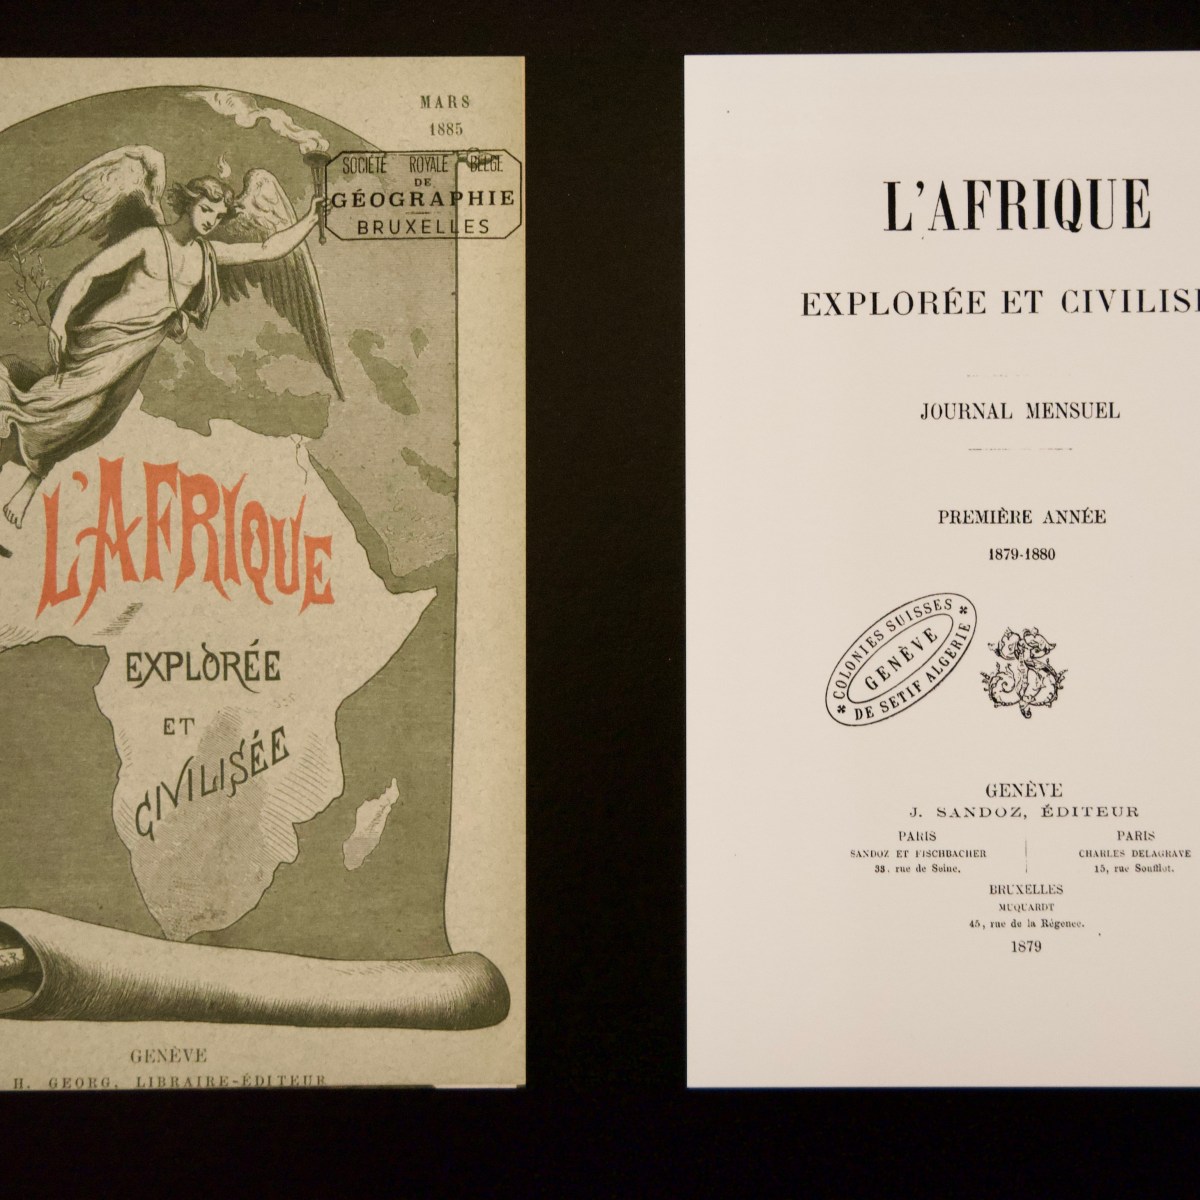 MARS
1885
SOCIÉTÉ ROYALE BELGE
DE
GÉOGRAPHIE
BRUXELLES
L'AFRIQUE
EXPLORÉE
ET
CIVILISÉE
GENÈVE
H. GEORG, LIBRAIRE-ÉDITEUR
L'AFRIQUE
EXPLORÉE ET CIVILIS
JOURNAL MENSUEL
PREMIÈRE ANNÉE
1879-1880
COLONIES SUISSES
GENÈVE
DE SETIF ALGERIE
GENÈVE
J. SANDOZ, ÉDITEUR
PARIS
SANDOZ ET FISCHBACHER
33, rue de Seine.
PARIS
CHARLES DELAGRAVE
15, rue Soufflot.
BRUXELLES
MUQUARDT
45, rue de la Régence.
1879